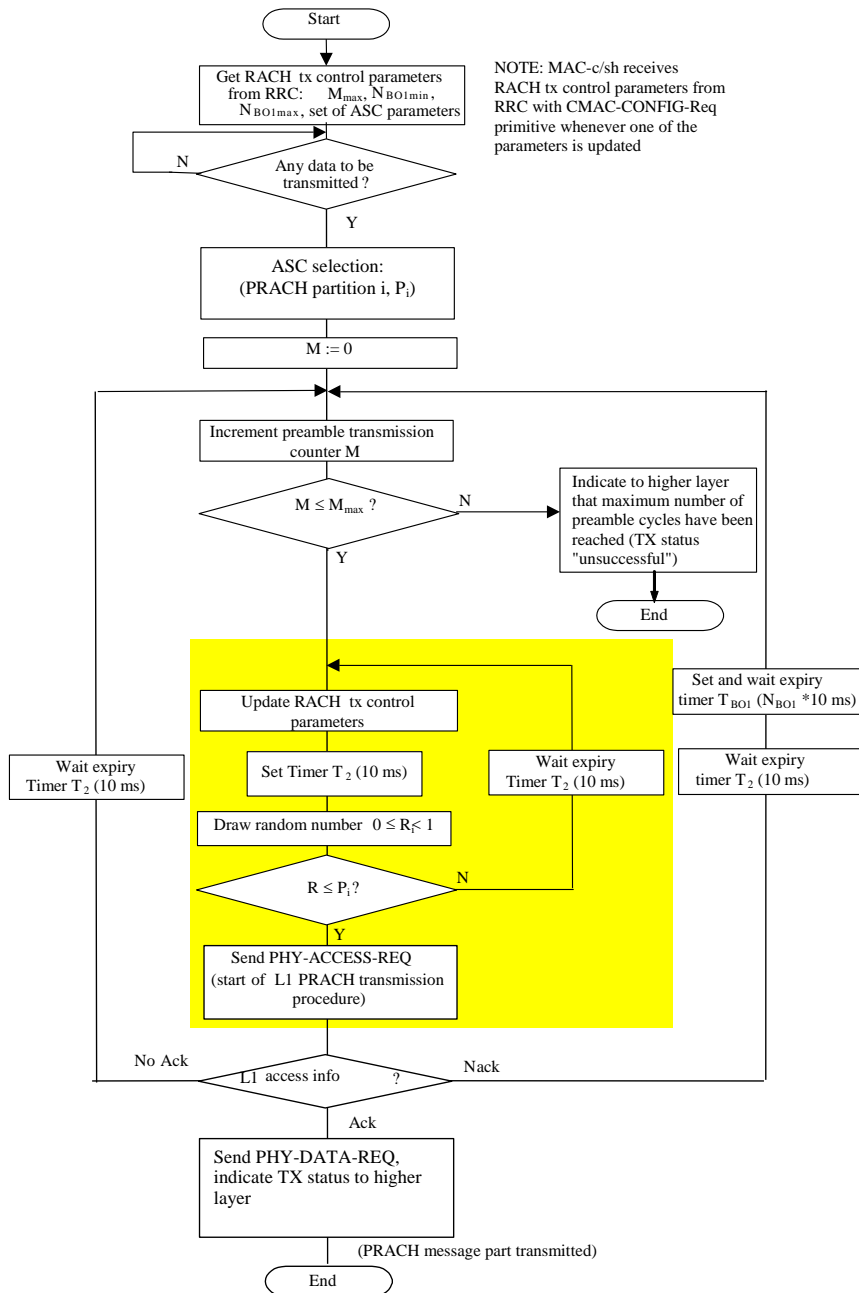 Start
Get RACH tx control parameters
from RRC: Mmax, NBO1min,
NBO1max, set of ASC parameters
NOTE: MAC-c/sh receives
RACH tx control parameters from
RRC with CMAC-CONFIG-Req
primitive whenever one of the
parameters is updated
N
Any data to be
transmitted ?
Y
ASC selection:
(PRACH partition i, Pi)
M := 0
Increment preamble transmission
counter M
M ≤ Mmax ?
N
Y
Indicate to higher layer
that maximum number of
preamble cycles have been
reached (TX status
"unsuccessful")
End
Update RACH tx control
parameters
Set and wait expiry
timer TBO1 (NBO1 *10 ms)
Wait expiry
Timer T2 (10 ms)
Set Timer T2 (10 ms)
Wait expiry
Timer T2 (10 ms)
Wait expiry
timer T2 (10 ms)
Draw random number 0 ≤ Ri< 1
R ≤ Pi?
N
Y
Send PHY-ACCESS-REQ
(start of L1 PRACH transmission
procedure)
No Ack
L1 access info ?
Nack
Ack
Send PHY-DATA-REQ,
indicate TX status to higher
layer
(PRACH message part transmitted)
End